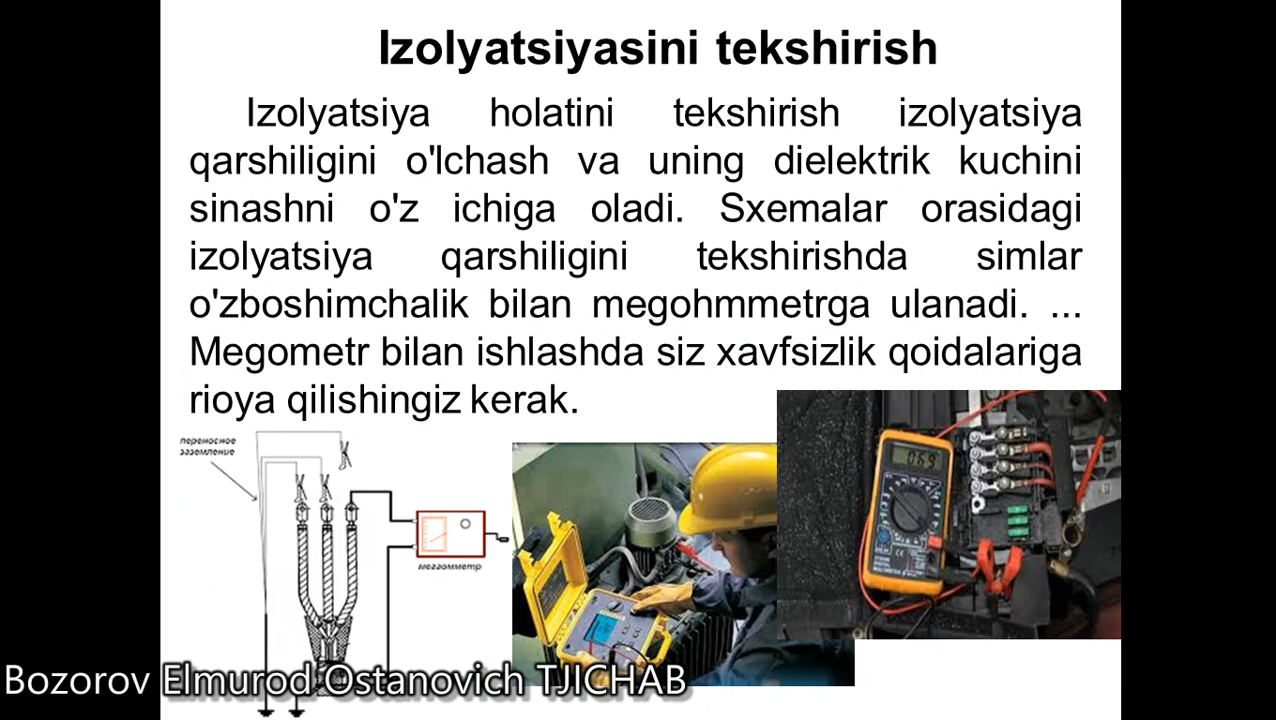 Izolyatsiyasini tekshirish
Izolyatsiya holatini tekshirish izolyatsiya
qarshiligini o'lchash va uning dielektrik kuchini
sinashni o'z ichiga oladi. Sxemalar orasidagi
izolyatsiya qarshiligini tekshirishda simlar
o'zboshimchalik bilan megohmmetrga ulanadi. ...
Megometr bilan ishlashda siz xavfsizlik qoidalariga
rioya qilishingiz kerak.
переносное
заземление
мегаомметр
069
Bozorov Elmurod Ostanovich TJICHAB